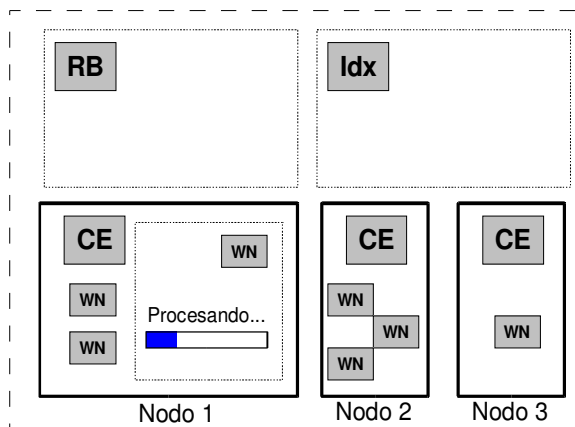 RB
Idx
CE
WN
WN
WN
Procesando...
CE
WN
WN
WN
CE
WN
Nodo 1
Nodo 2
Nodo 3